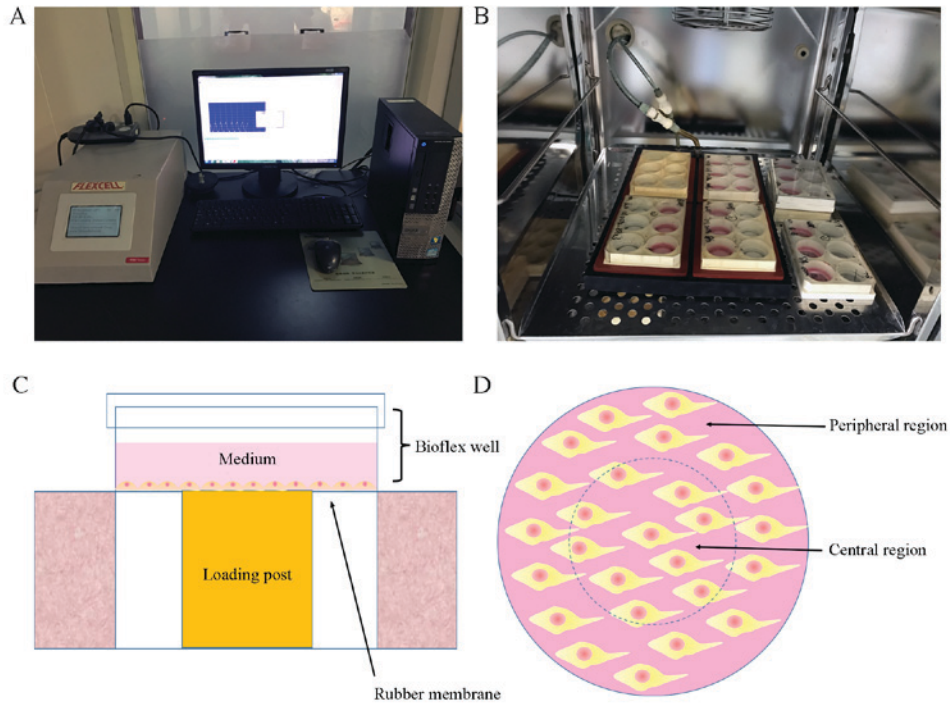 A
B
FLEXCELL
C
D
Bioflex well
Medium
Loading post
Rubber membrane
Peripheral region
Central region